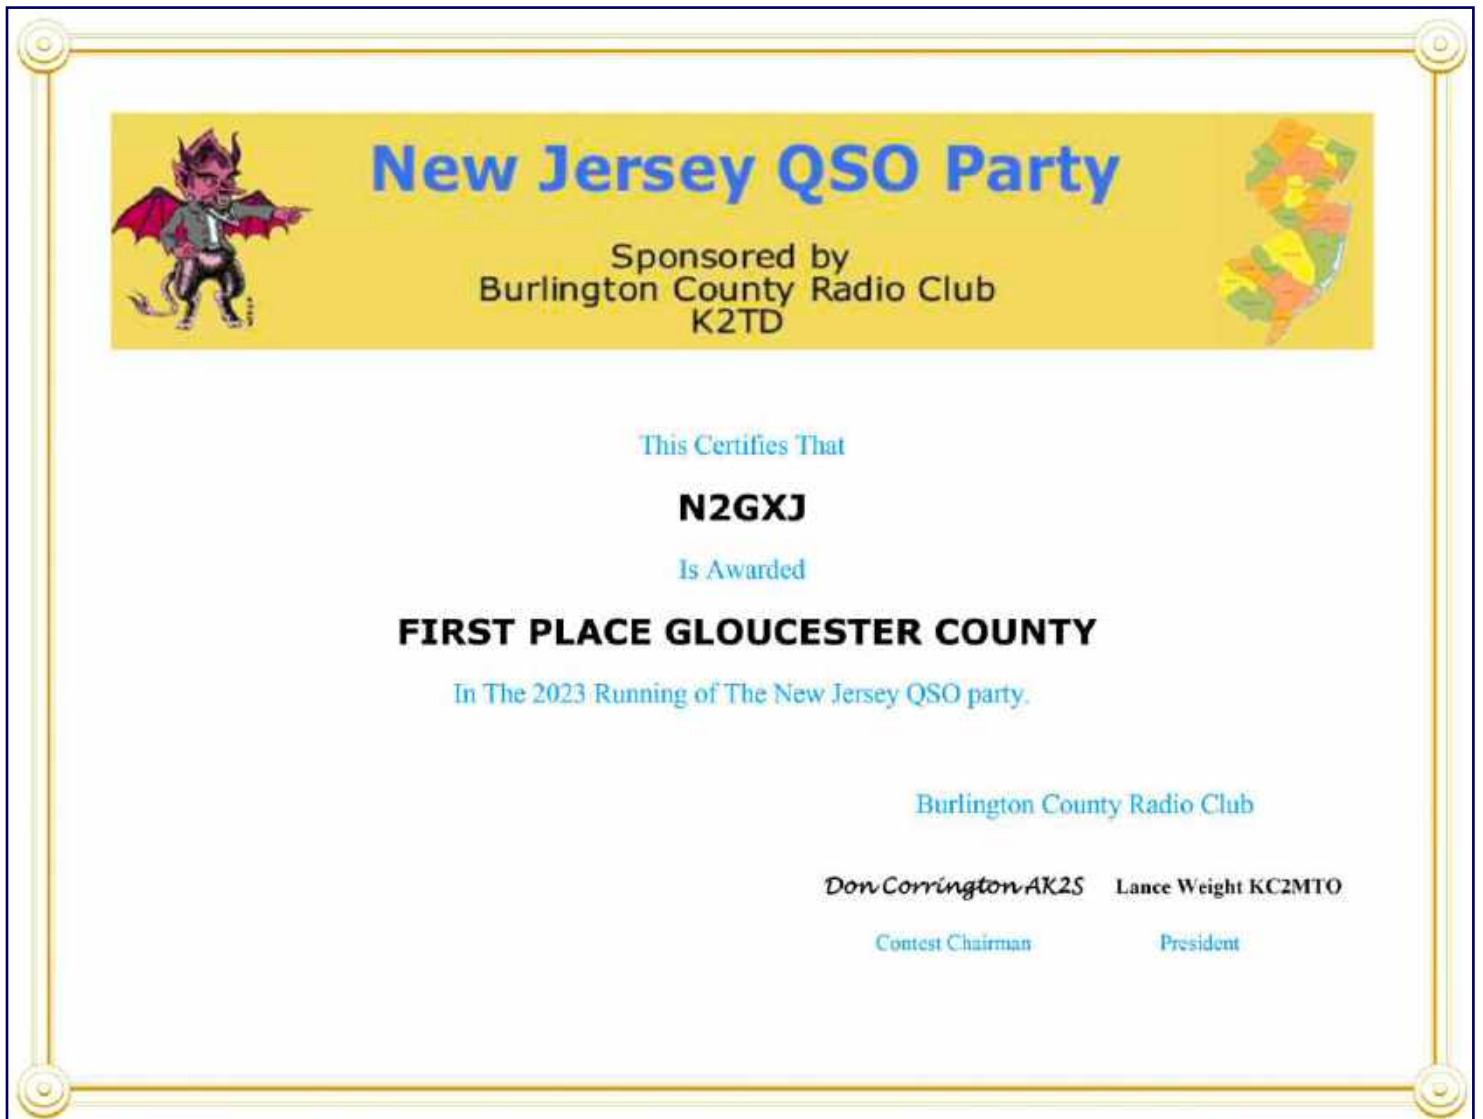 New Jersey QSO Party
Sponsored by
Burlington County Radio Club
K2TD
This Certifies That
N2GXJ
Is Awarded
FIRST PLACE GLOUCESTER COUNTY
In The 2023 Running of The New Jersey QSO party.
Burlington County Radio Club
Don Corrington AK2S Lance Weight KC2MTO
Contest Chairman President